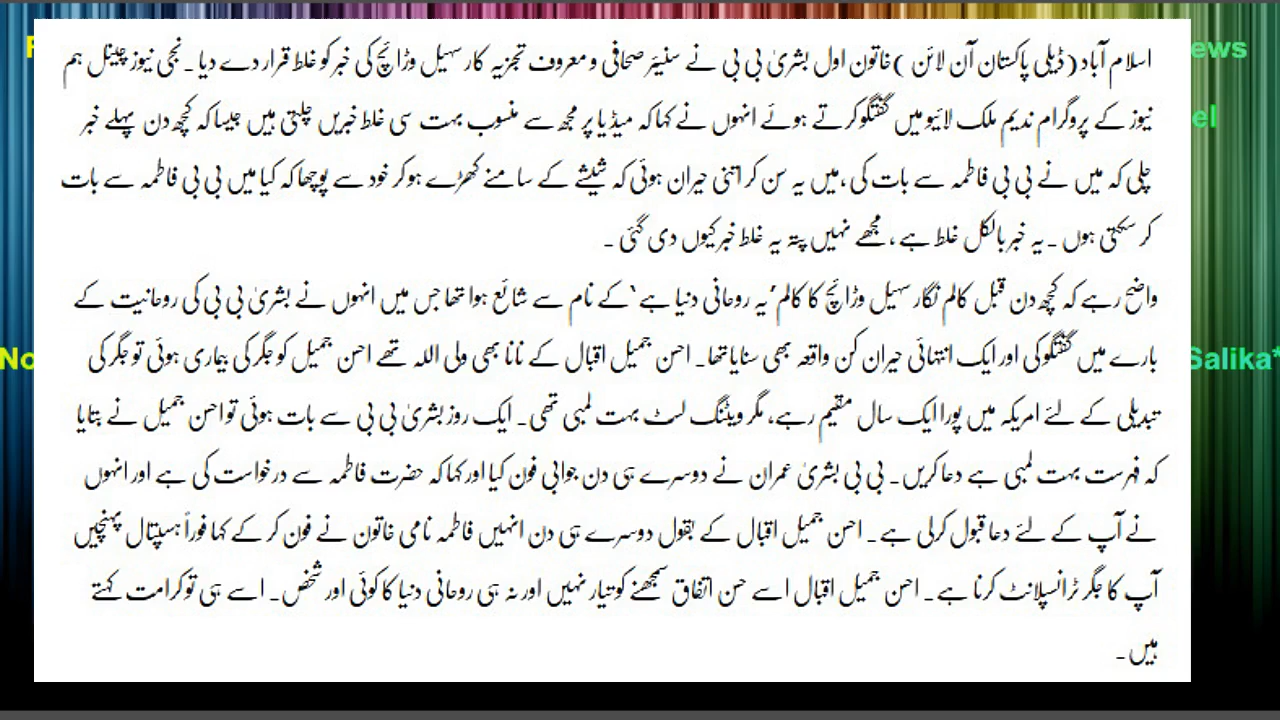 اسلام آباد (ڈیلی پاکستان آن لائن )خاتون اول بشریٰ بی بی نے سنیئر صحافی و معروف تجزیہ کار سہیل وڑائچ کی خبر کو غلط قرار دے دیا ۔ نجی نیوز چینل ہم
نیوز کے پروگرام ندیم ملک لائیو میں گفتگو کرتے ہوئے انہوں نے کہا کہ میڈیا پر مجھ سے منسوب بہت سی غلط خبریں چلتی ہیں جیسا کہ کچھ دن پہلے خبر
چلی کہ میں نے بی بی فاطمہ سے بات کی ،میں یہ سن کر اتنی حیران ہوئی کہ شیشے کے سامنے کھڑے ہو کر خود سے پوچھا کہ کیا میں بی بی فاطمہ سے بات
کر سکتی ہوں ۔یہ خبر بالکل غلط ہے ، مجھے نہیں پتہ یہ غلط خبر کیوں دی گئی ۔
واضح رہے کہ کچھ دن قبل کالم نگار سہیل وڑائچ کا کالم’ یہ روحانی دنیا ہے ‘کے نام سے شائع ہوا تھا جس میں انہوں نے بشریٰ بی بی کی روحانیت کے
بارے میں گفتگو کی اور ایک انتہائی حیران کن واقعہ بھی سنایا تھا۔ احسن جمیل اقبال کے نانا بھی ولی اللہ تھے احسن جمیل کو جگر کی بیماری ہوئی تو جگر کی
تبدیلی کے لئے امریکہ میں پورا ایک سال مقیم رہے، مگر ویٹنگ لسٹ بہت لمبی تھی۔ ایک روز بشریٰ بی بی سے بات ہوئی تو احسن جمیل نے بتایا
کہ فہرست بہت لمبی ہے دعا کریں۔ بی بی بشریٰ عمران نے دوسرے ہی دن جوابی فون کیا اور کہا کہ حضرت فاطمہ سے درخواست کی ہے اور انہوں
نے آپ کے لئے دعا قبول کرلی ہے۔ احسن جمیل اقبال کے بقول دوسرے ہی دن انہیں فاطمہ نامی خاتون نے فون کر کے کہا فوراً ہسپتال پہنچیں
آپ کا جگر ٹرانسپلانٹ کرنا ہے۔ احسن جمیل اقبال اسے حسن اتفاق سمجھنے کو تیار نہیں اور نہ ہی روحانی دنیا کا کوئی اور شخص۔ اسے ہی تو کرامت کہتے
ہیں۔
ews
el
No
Salika*